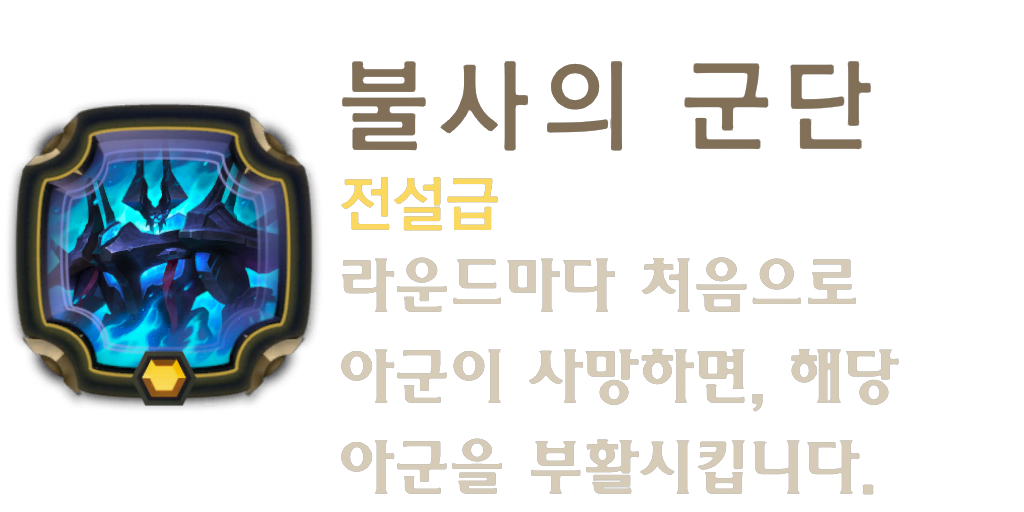 불사의 군단
전설급
라운드마다 처음으로
아군이 사망하면, 해당
아군을 부활시킵니다.